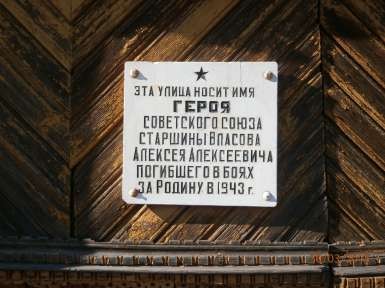 ЭТА УЛИЦА НОСИТ ИМЯ
ГЕРОЯ
СОВЕТСКОГО СОЮЗА
СТАРШИНЫ ВЛАСОВА
АЛЕКСЕЯ АЛЕКСЕЕВИЧА
ПОГИБШЕГО В БОЯХ
ЗА РОДИНУ В 1943 г.